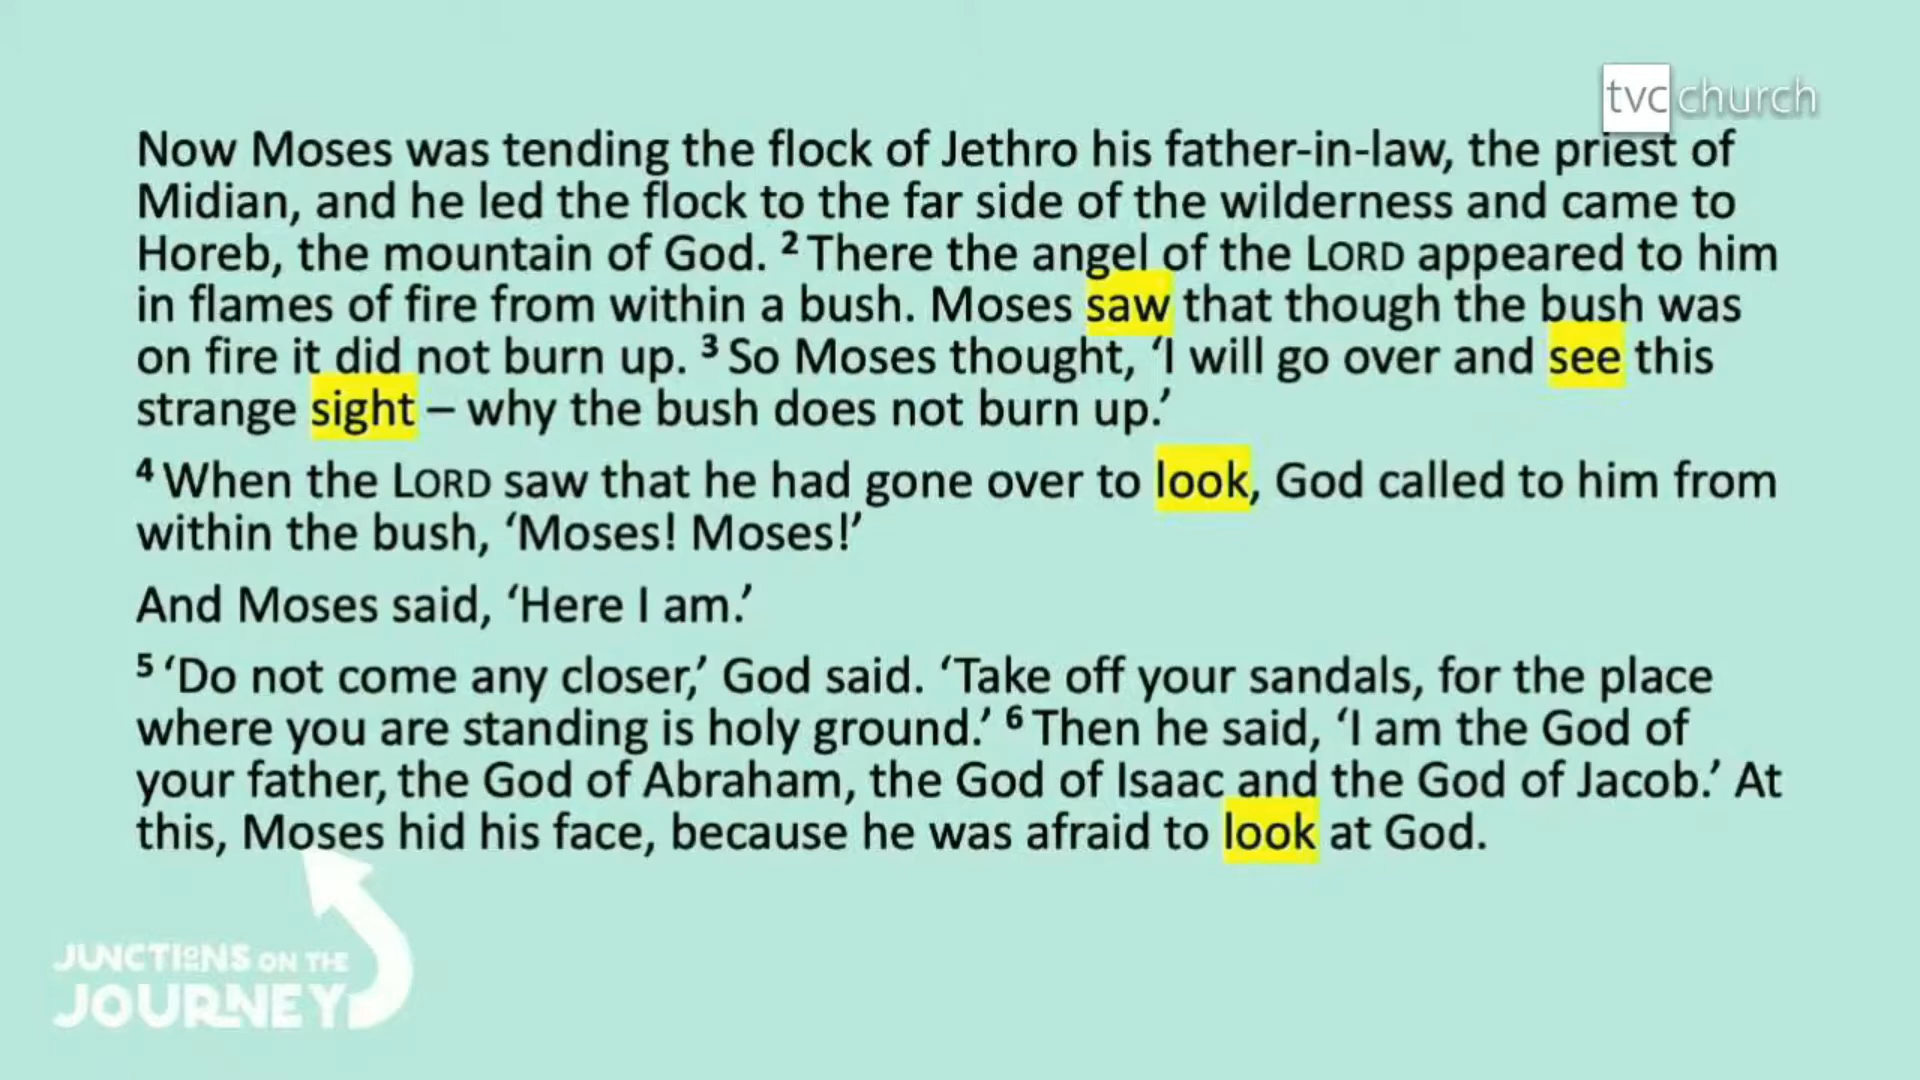 tvc church
Now Moses was tending the flock of Jethro his father-in-law, the priest of
Midian, and he led the flock to the far side of the wilderness and came to
Horeb, the mountain of God. ² There the angel of the LORD appeared to him
in flames of fire from within a bush. Moses saw that though the bush was
on fire it did not burn up. ³ So Moses thought, ‘I will go over and see this
strange sight – why the bush does not burn up.’
⁴ When the LORD saw that he had gone over to look, God called to him from
within the bush, ‘Moses! Moses!’
And Moses said, ‘Here I am.’
⁵ ‘Do not come any closer,’ God said. ‘Take off your sandals, for the place
where you are standing is holy ground.’ ⁶ Then he said, ‘I am the God of
your father, the God of Abraham, the God of Isaac and the God of Jacob.’ At
this, Moses hid his face, because he was afraid to look at God.
JUNCTIONS ON THE
JOURNEY